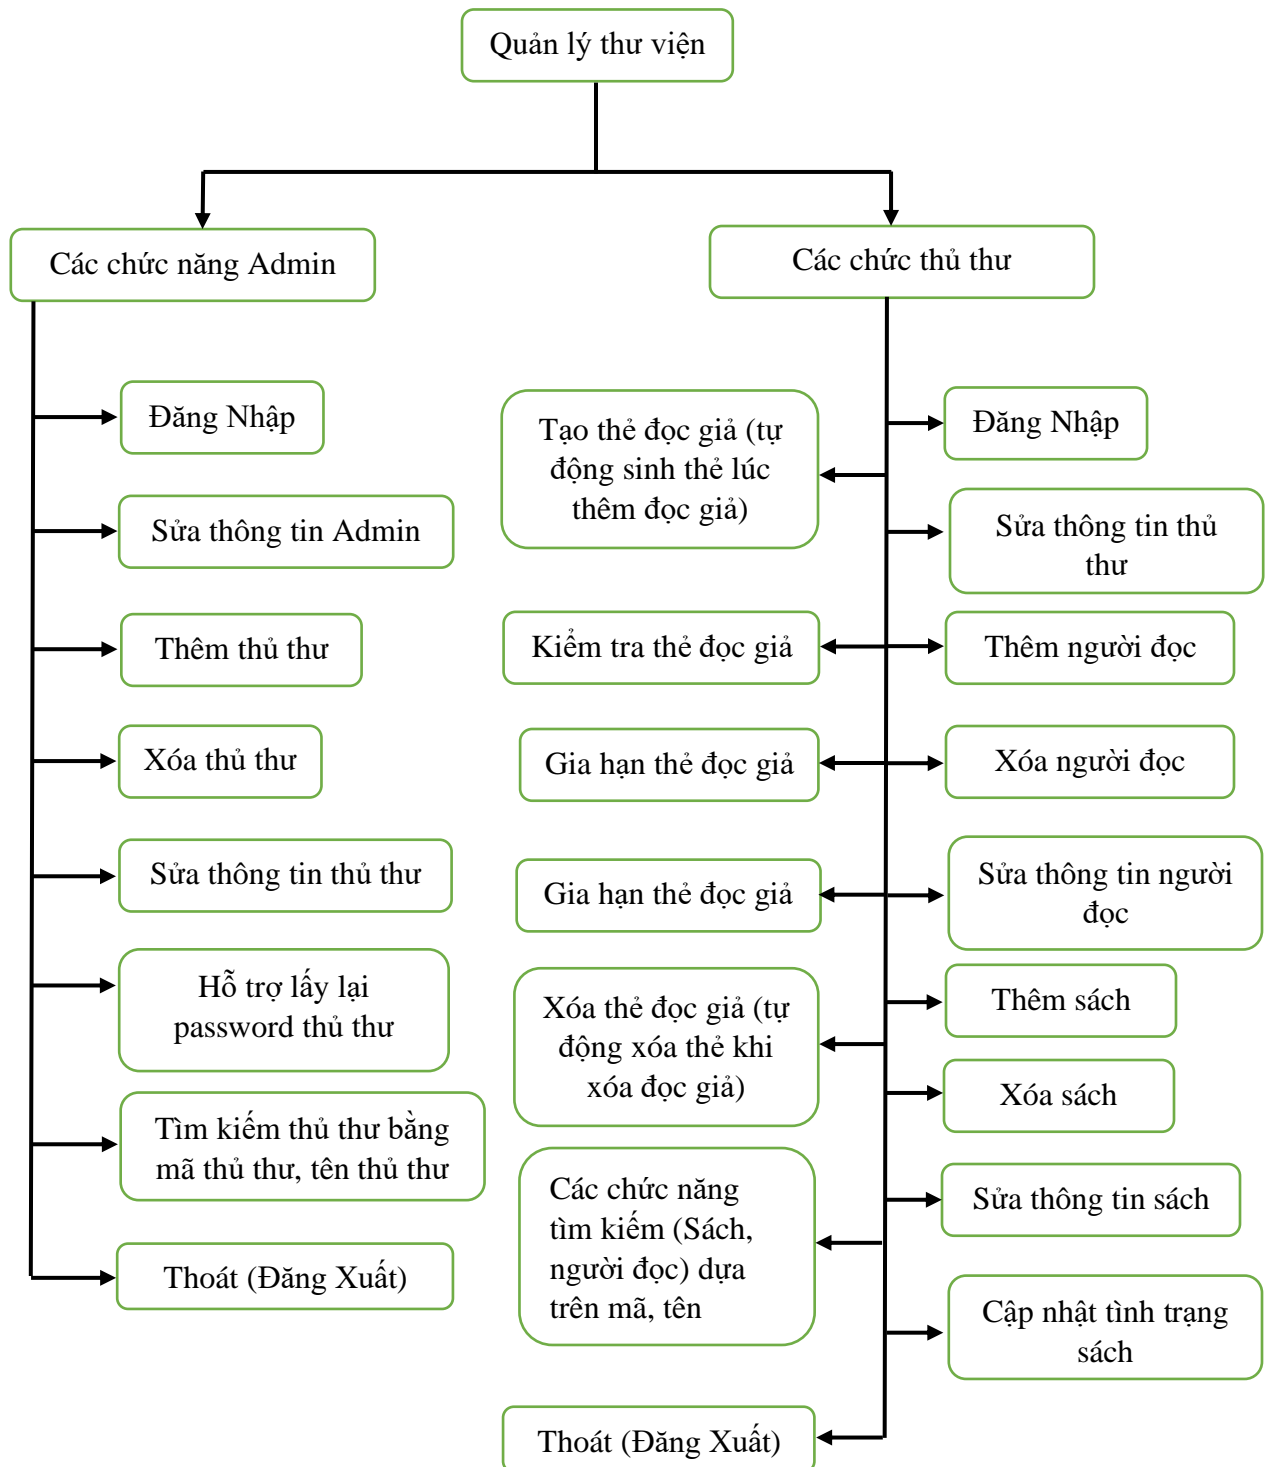 Quản lý thư viện
Các chức năng Admin
Đăng Nhập
Sửa thông tin Admin
Thêm thủ thư
Xóa thủ thư
Sửa thông tin thủ thư
Hỗ trợ lấy lại
password thủ thư
Tìm kiếm thủ thư bằng
mã thủ thư, tên thủ thư
Thoát (Đăng Xuất)
Các chức thủ thư
Tạo thẻ đọc giả (tự
động sinh thẻ lúc
thêm đọc giả)
Kiểm tra thẻ đọc giả
Gia hạn thẻ đọc giả
Gia hạn thẻ đọc giả
Xóa thẻ đọc giả (tự
động xóa thẻ khi
xóa đọc giả)
Các chức năng
tìm kiếm (Sách,
người đọc) dựa
trên mã, tên
Thoát (Đăng Xuất)
Đăng Nhập
Sửa thông tin thủ
thư
Thêm người đọc
Xóa người đọc
Sửa thông tin người
đọc
Thêm sách
Xóa sách
Sửa thông tin sách
Cập nhật tình trạng
sách